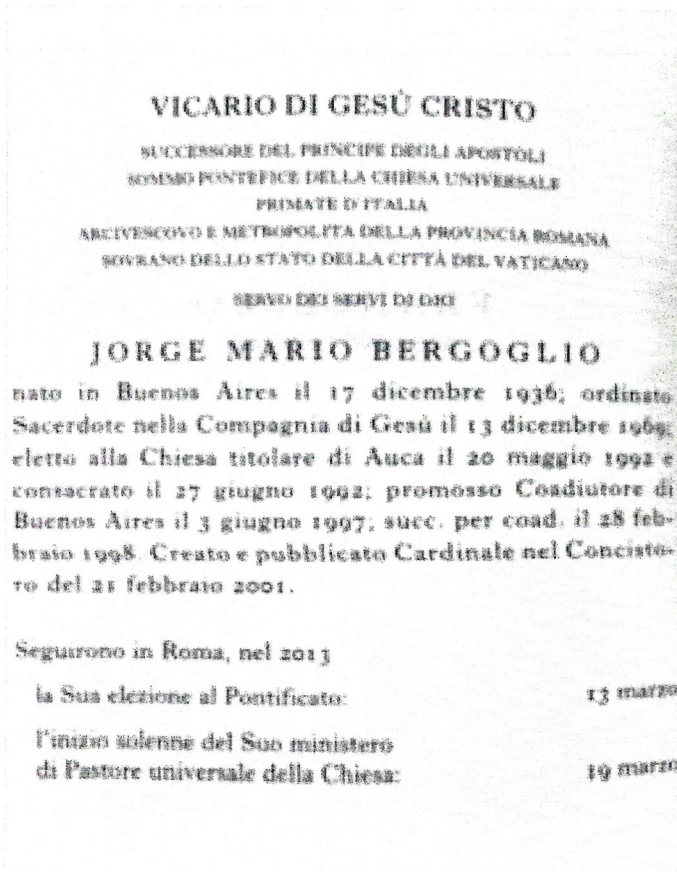 VICARIO DI GESÙ CRISTO
SUCCESSORE DEL PRINCIPE DEGLI APOSTOLI
SOMMO PONTEFICE DELLA CHIESA UNIVERSALE
PRIMATE D'ITALIA
ARCIVESCOVO E METROPOLITA DELLA PROVINCIA ROMANA
SOVRANO DELLO STATO DELLA CITTÀ DEL VATICANO
SERVO DEI SERVI DI DIO
JORGE MARIO BERGOGLIO
nato in Buenos Aires il 17 dicembre 1936; ordinato
Sacerdote nella Compagnia di Gesù il 13 dicembre 1969;
eletto alla Chiesa titolare di Auca il 20 maggio 1992 e
consacrato il 27 giugno 1992; promosso Coadiutore di
Buenos Aires il 3 giugno 1997; succ. per coad. il 28 feb-
braio 1998. Creato e pubblicato Cardinale nel Concisto-
ro del 21 febbraio 2001.
Seguirono in Roma, nel 2013
la Sua elezione al Pontificato: 13 marzo
l'inizio solenne del Suo ministero
di Pastore universale della Chiesa: 19 marzo